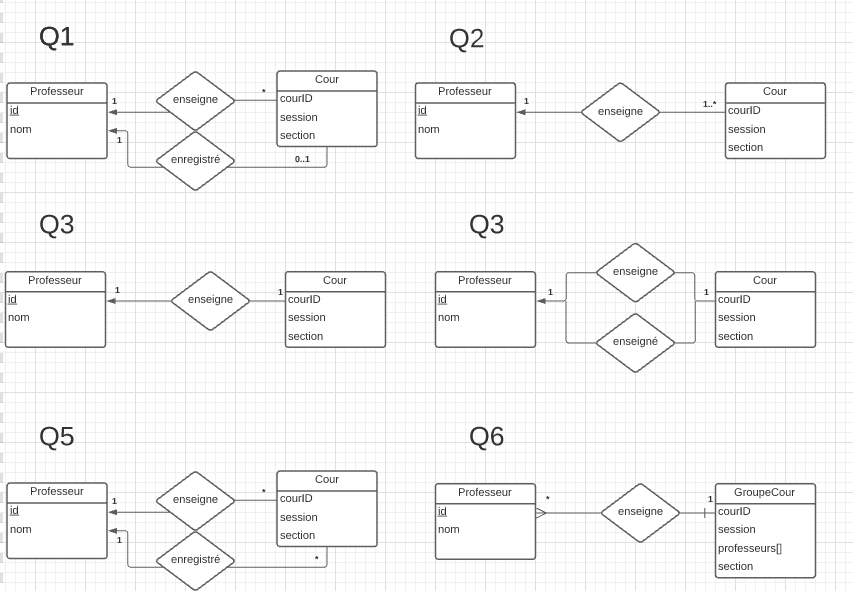 Q1
Professeur
id
nom
1
1
enseigne
enregistré
*
0..1
Cour
courID
session
section
Q2
Professeur
id
nom
1
enseigne
1..*
Cour
courID
session
section
Q3
Professeur
id
nom
1
enseigne
1
Cour
courID
session
section
Q3
Professeur
id
nom
1
enseigne
enseigné
1
Cour
courID
session
section
Q5
Professeur
id
nom
1
1
enseigne
enregistré
*
*
Cour
courID
session
section
Q6
Professeur
id
nom
*
enseigne
1
GroupeCour
courID
session
professeurs[]
section